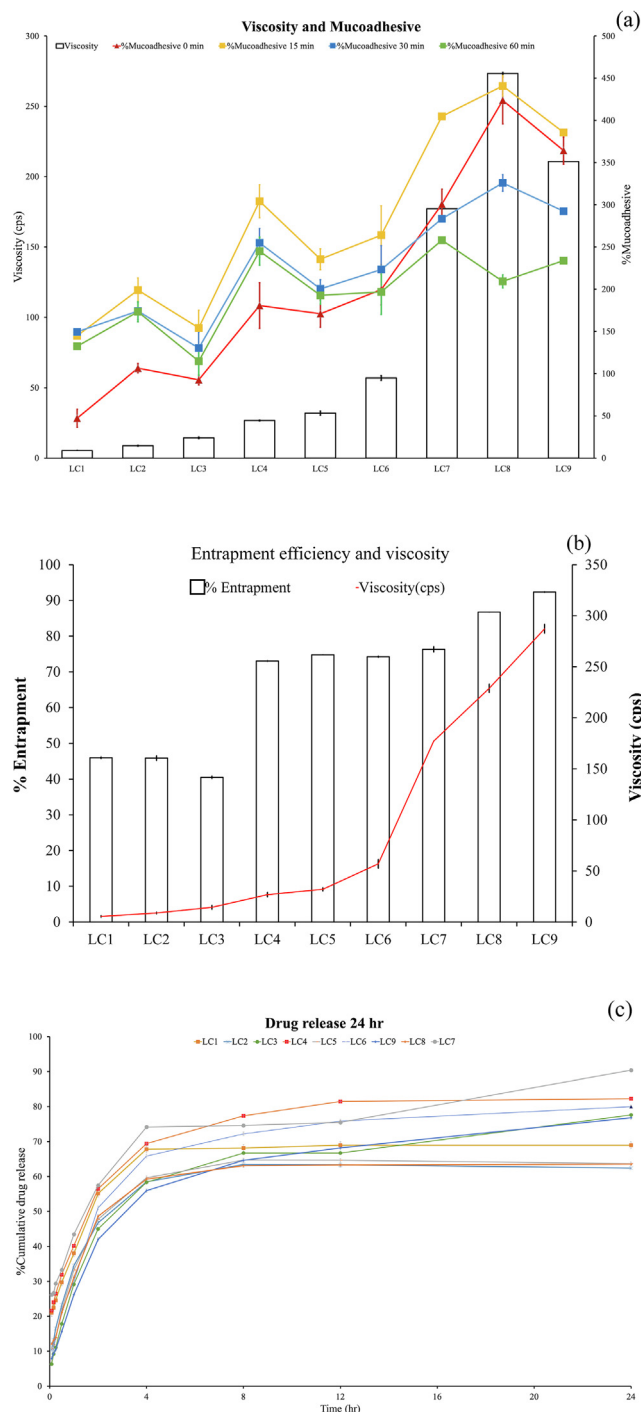 (a)
Viscosity and Mucoadhesive
Viscosity %Mucoadhesive 0 min %Mucoadhesive 15 min %Mucoadhesive 30 min %Mucoadhesive 60 min
300
250
200
150
100
50
0
Viscosity (cps)
500
450
400
350
300
250
200
150
100
50
0
%Mucoadhesive
LC1 LC2 LC3 LC4 LC5 LC6 LC7 LC8 LC9
(b)
Entrapment efficiency and viscosity
% Entrapment Viscosity(cps)
100
90
80
70
60
50
40
30
20
10
0
% Entrapment
350
300
250
200
150
100
50
0
Viscosity (cps)
LC1 LC2 LC3 LC4 LC5 LC6 LC7 LC8 LC9
(c)
Drug release 24 hr
LC1 LC2 LC3 LC4 LC5 LC6 LC9 LC8 LC7
100
90
80
70
60
50
40
30
20
10
0
%Cumulative drug release
0 4 8 12 16 20 24
Time (hr)